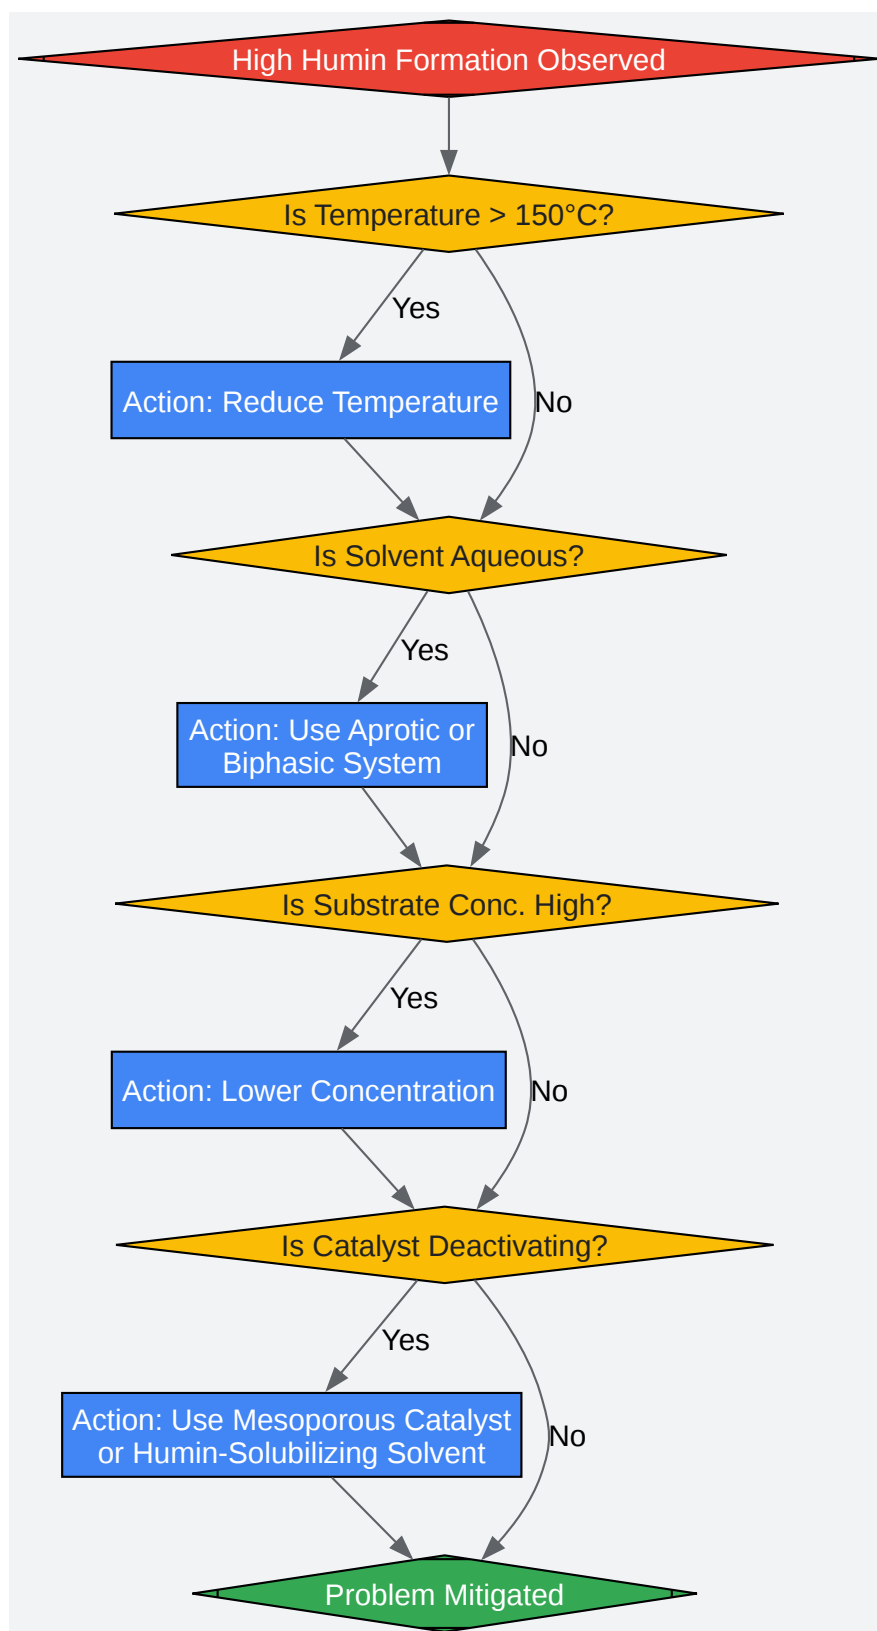 High Humin Formation Observed
Is Temperature > 150°C?
Yes
Action: Reduce Temperature
No
Is Solvent Aqueous?
Yes
Action: Use Aprotic or
Biphasic System
No
Is Substrate Conc. High?
Yes
Action: Lower Concentration
No
Is Catalyst Deactivating?
Yes
Action: Use Mesoporous Catalyst
or Humin-Solubilizing Solvent
No
Problem Mitigated